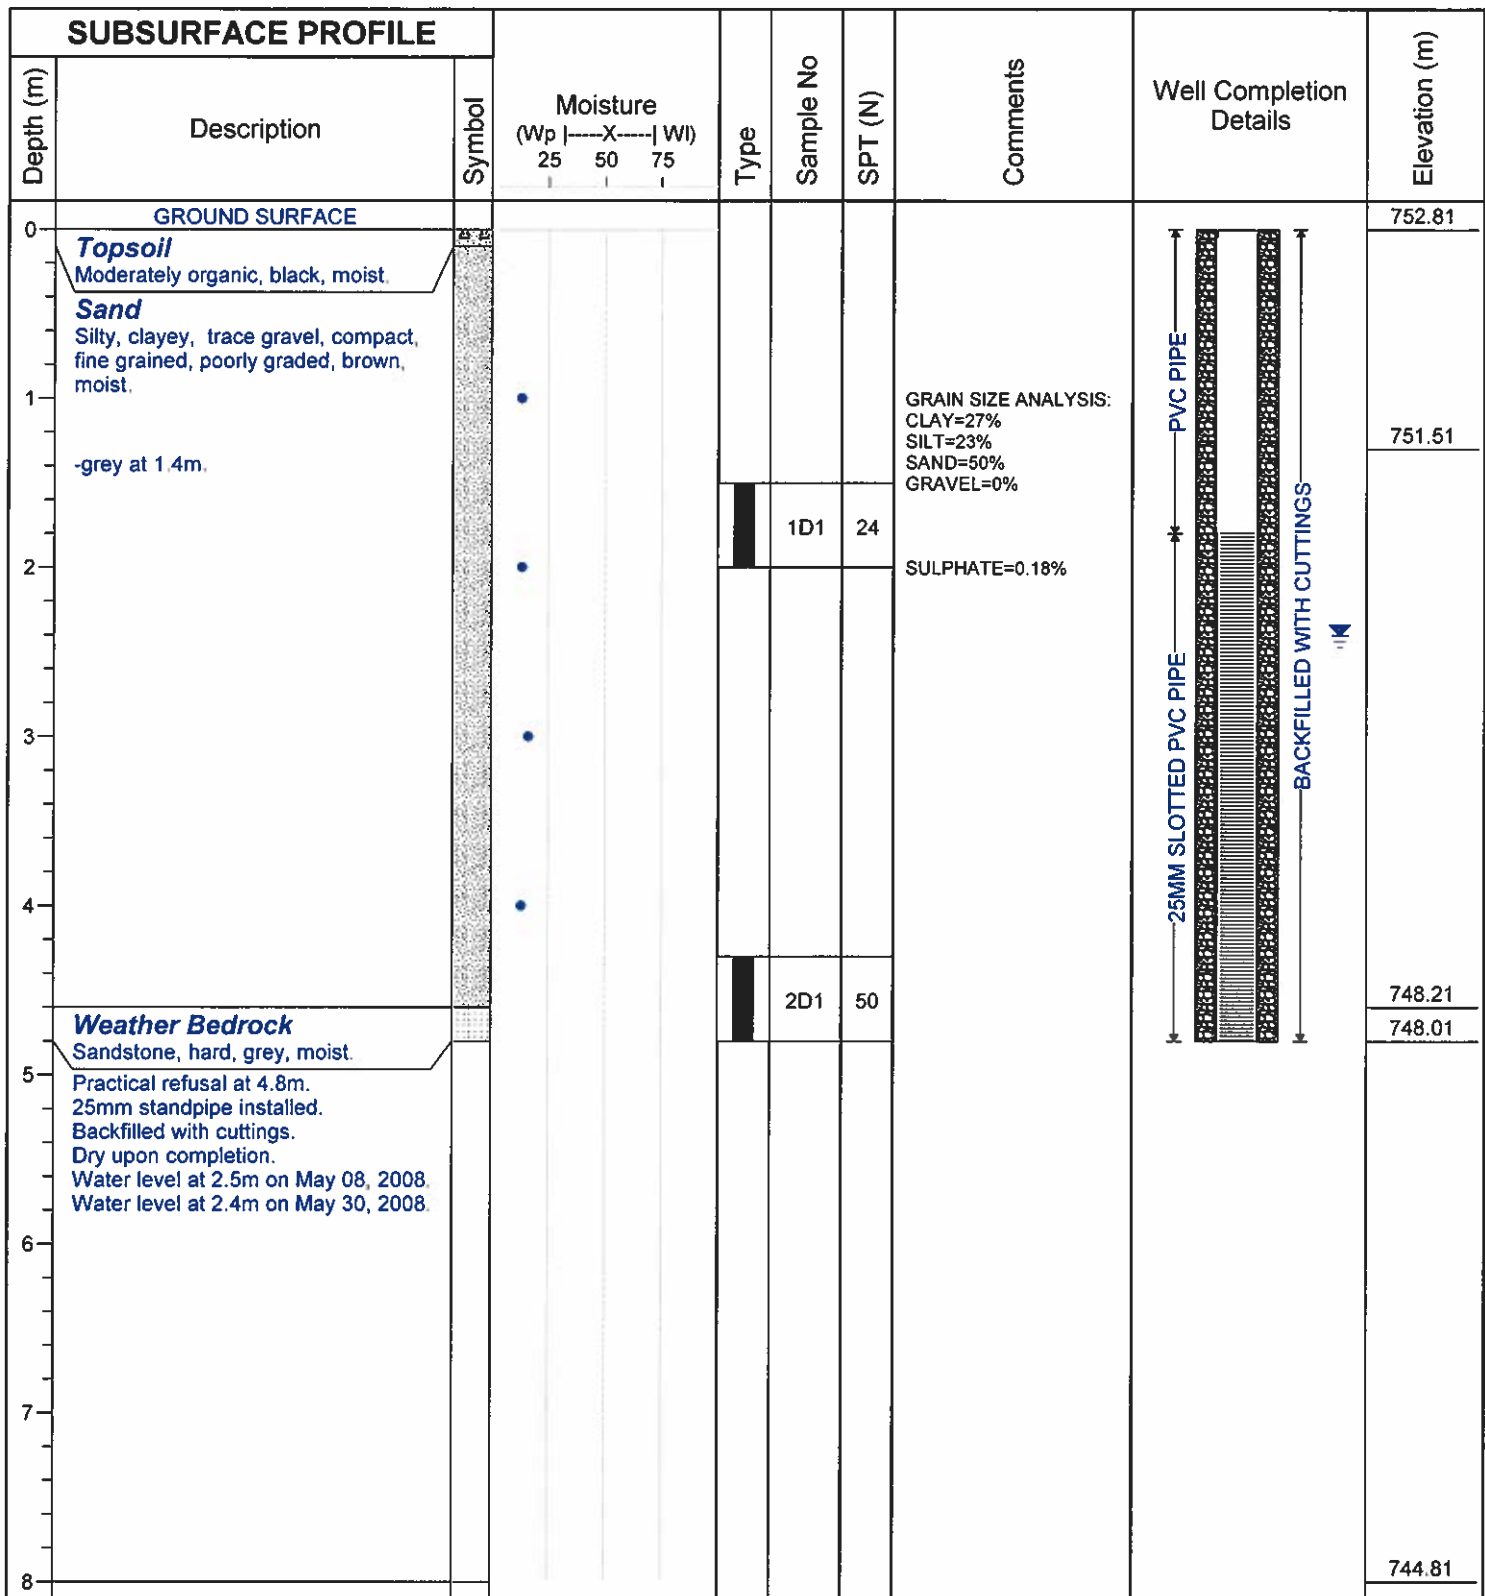 SUBSURFACE PROFILE
Depth (m)
Description
Symbol
Moisture
(Wp |-----X-----| Wl)
25 50 75
Type
Sample No
SPT (N)
Comments
Well Completion
Details
Elevation (m)
GROUND SURFACE
752.81
0
Topsoil
Moderately organic, black, moist.
Sand
Silty, clayey, trace gravel, compact,
fine grained, poorly graded, brown,
moist.
1
GRAIN SIZE ANALYSIS:
CLAY=27%
SILT=23%
SAND=50%
GRAVEL=0%
751.51
-grey at 1.4m.
1D1 24
2
SULPHATE=0.18%
PVC PIPE
25MM SLOTTED PVC PIPE
BACKFILLED WITH CUTTINGS
3
4
2D1 50
748.21
Weather Bedrock
748.01
Sandstone, hard, grey, moist.
5
Practical refusal at 4.8m.
25mm standpipe installed.
Backfilled with cuttings.
Dry upon completion.
Water level at 2.5m on May 08, 2008.
Water level at 2.4m on May 30, 2008.
6
7
8
744.81